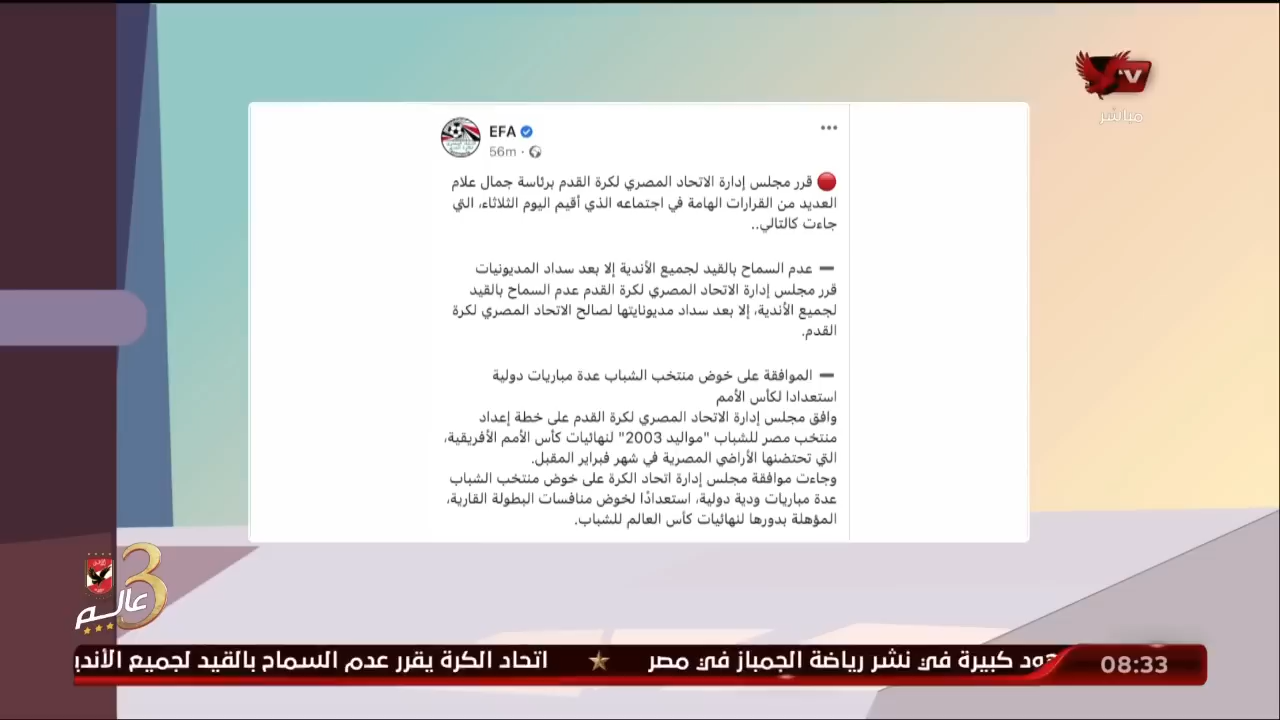 TV
مباشر
EFA
56m
🔴 قرر مجلس إدارة الاتحاد المصري لكرة القدم برئاسة جمال علام
العديد من القرارات الهامة في اجتماعه الذي أقيم اليوم الثلاثاء، التي
جاءت كالتالي..
➖ عدم السماح بالقيد لجميع الأندية إلا بعد سداد المديونيات
قرر مجلس إدارة الاتحاد المصري لكرة القدم عدم السماح بالقيد
لجميع الأندية، إلا بعد سداد مديونايتها لصالح الاتحاد المصري لكرة
القدم.
➖ الموافقة على خوض منتخب الشباب عدة مباريات دولية
استعدادا لكأس الأمم
وافق مجلس إدارة الاتحاد المصري لكرة القدم على خطة إعداد
منتخب مصر للشباب "مواليد 2003" لنهائيات كأس الأمم الأفريقية،
التي تحتضنها الأراضي المصرية في شهر فبراير المقبل.
وجاءت موافقة مجلس إدارة اتحاد الكرة على خوض منتخب الشباب
عدة مباريات ودية دولية، استعدادًا لخوض منافسات البطولة القارية،
المؤهلة بدورها لنهائيات كأس العالم للشباب.
3 عالم
كبيرة في نشر رياضة الجمباز في مصر ★ اتحاد الكرة يقرر عدم السماح بالقيد لجميع
08:33